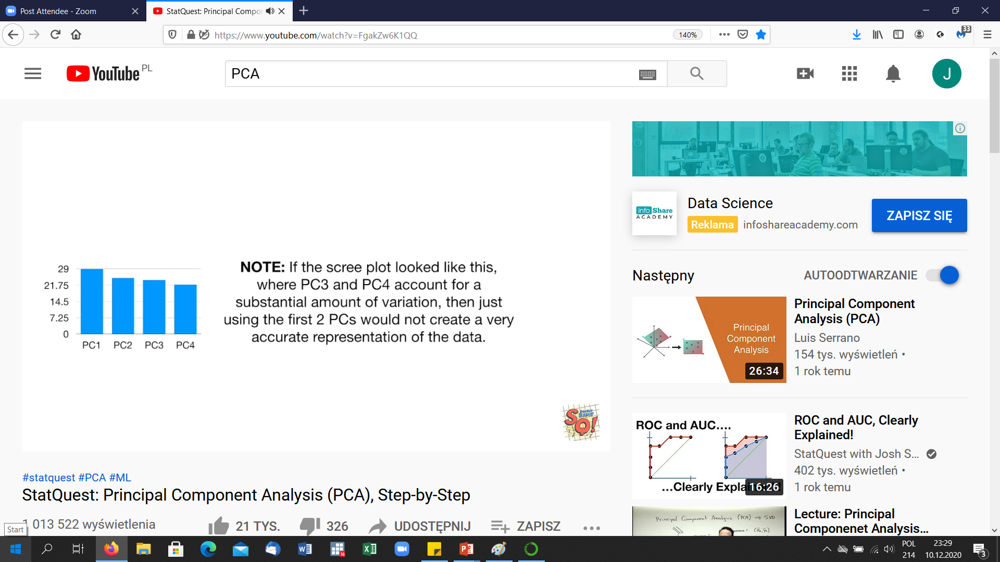 Post Attendee - Zoom
StatQuest: Principal Compo
https://www.youtube.com/watch?v=FgakZw6K1QQ
140%
33
YouTube PL
PCA
J
29
21.75
14.5
7.25
0
PC1 PC2 PC3 PC4
NOTE: If the scree plot looked like this,
where PC3 and PC4 account for a
substantial amount of variation, then just
using the first 2 PCs would not create a very
accurate representation of the data.
DOUBLE
BAM!!
SQ!
#statquest #PCA #ML
StatQuest: Principal Component Analysis (PCA), Step-by-Step
1 013 522 wyświetlenia
21 TYS.
326
UDOSTĘPNIJ
ZAPISZ
Start
info Share
ACADEMY
Data Science
Reklama infoshareacademy.com
ZAPISZ SIĘ
Następny
AUTOODTWARZANIE
Principal
Component
Analysis
26:34
Principal Component
Analysis (PCA)
Luis Serrano
154 tys. wyświetleń •
1 rok temu
ROC and AUC....
...Clearly Explai
16:26
ROC and AUC, Clearly
Explained!
StatQuest with Josh S...
402 tys. wyświetleń •
1 rok temu
Principal Component Analysis (PCA) → SVD
Lecture: Principal
Componenet Analysis...
16
POL
214
23:29
10.12.2020
3